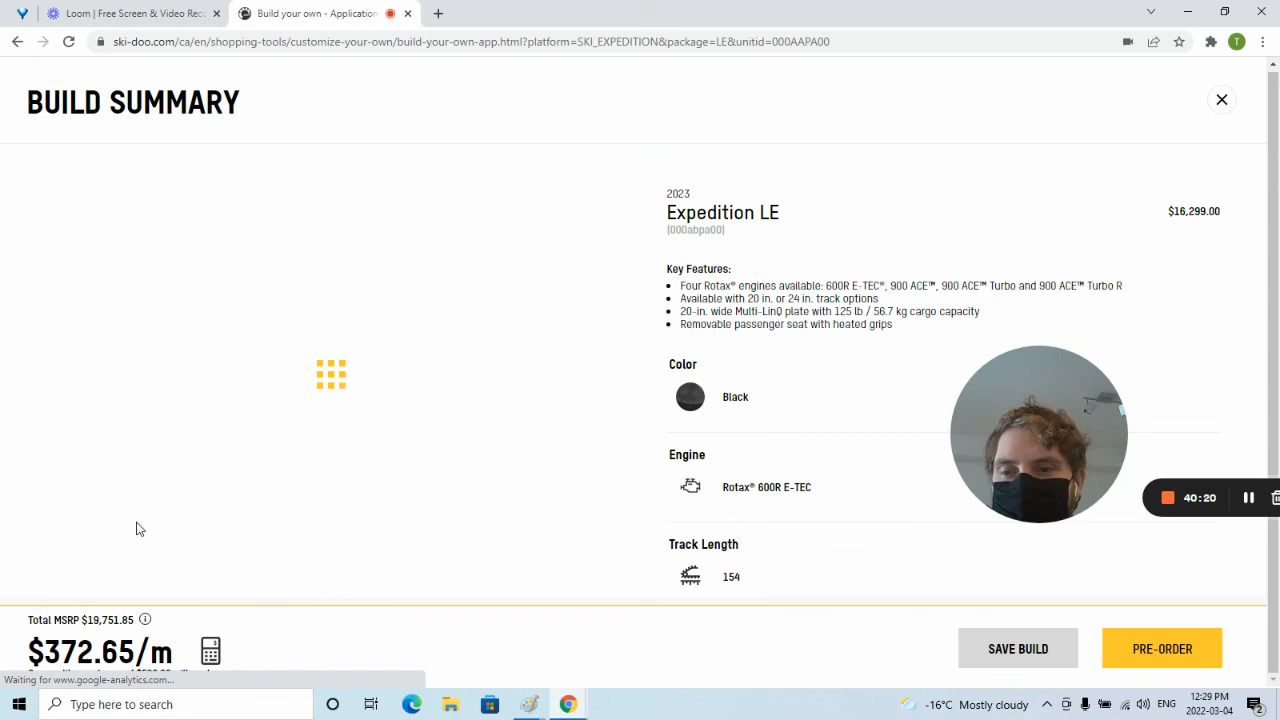 Loom | Free Screen & Video Rec
Build your own - Application
ski-doo.com/ca/en/shopping-tools/customize-your-own/build-your-own-app.html?platform=SKI_EXPEDITION&package=LE&unitid=000AAPA00
T
BUILD SUMMARY
2023
Expedition LE
$16,299.00
(000abpa00)
Key Features:
Four Rotax® engines available: 600R E-TEC®, 900 ACE™, 900 ACE™ Turbo and 900 ACE™ Turbo R
Available with 20 in. or 24 in. track options
20-in. wide Multi-LinQ plate with 125 lb / 56.7 kg cargo capacity
Removable passenger seat with heated grips
Color
Black
Engine
Rotax® 600R E-TEC
40:20
Track Length
154
Total MSRP $19,751.85
$372.65/m
SAVE BUILD
PRE-ORDER
Waiting for www.google-analytics.com...
Type here to search
-16°C Mostly cloudy
ENG
12:29 PM
2022-03-04
2